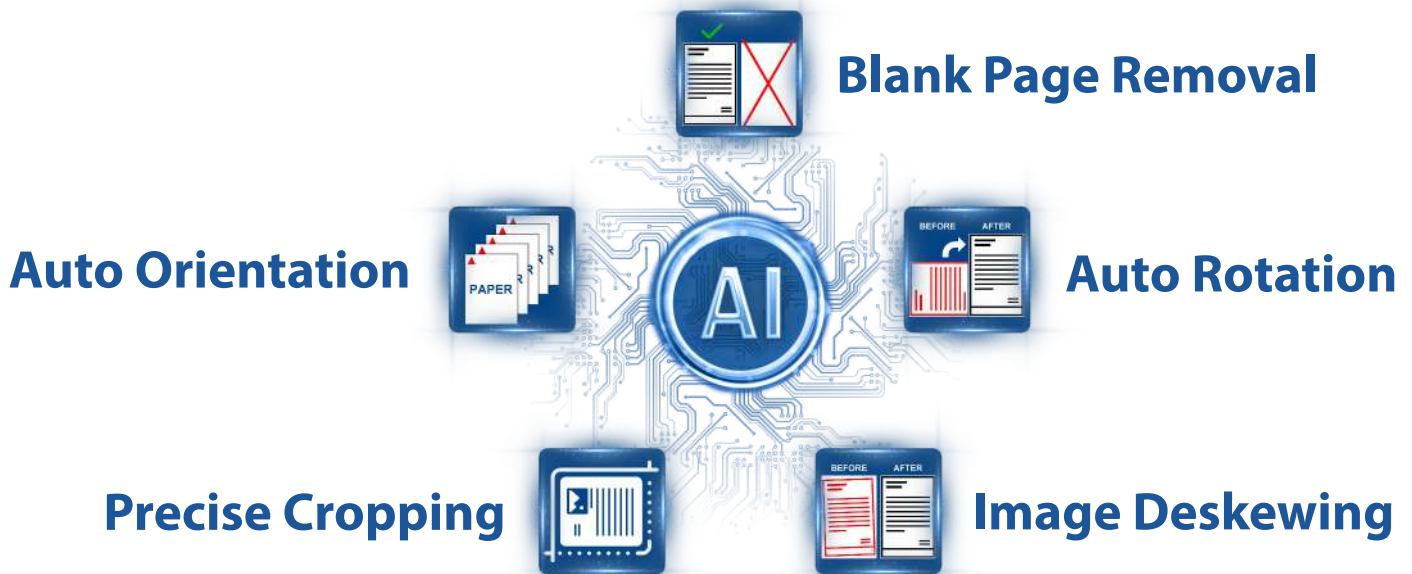 Blank Page Removal
Auto Orientation
PAPER
AI
BEFORE AFTER
Auto Rotation
Precise Cropping
BEFORE AFTER
Image Deskewing